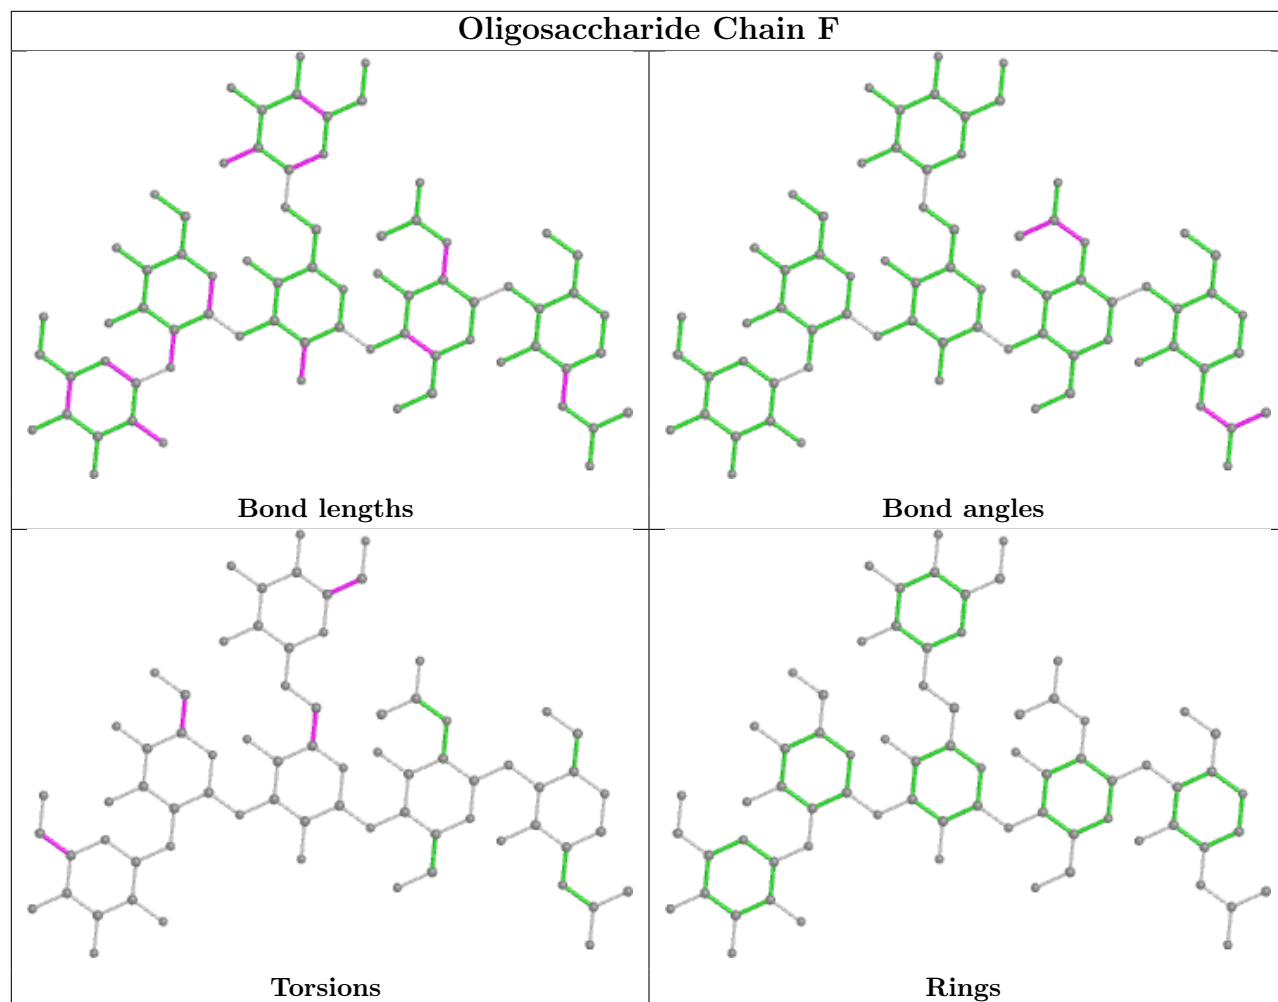 Oligosaccharide Chain F
Bond lengths
Bond angles
Torsions
Rings